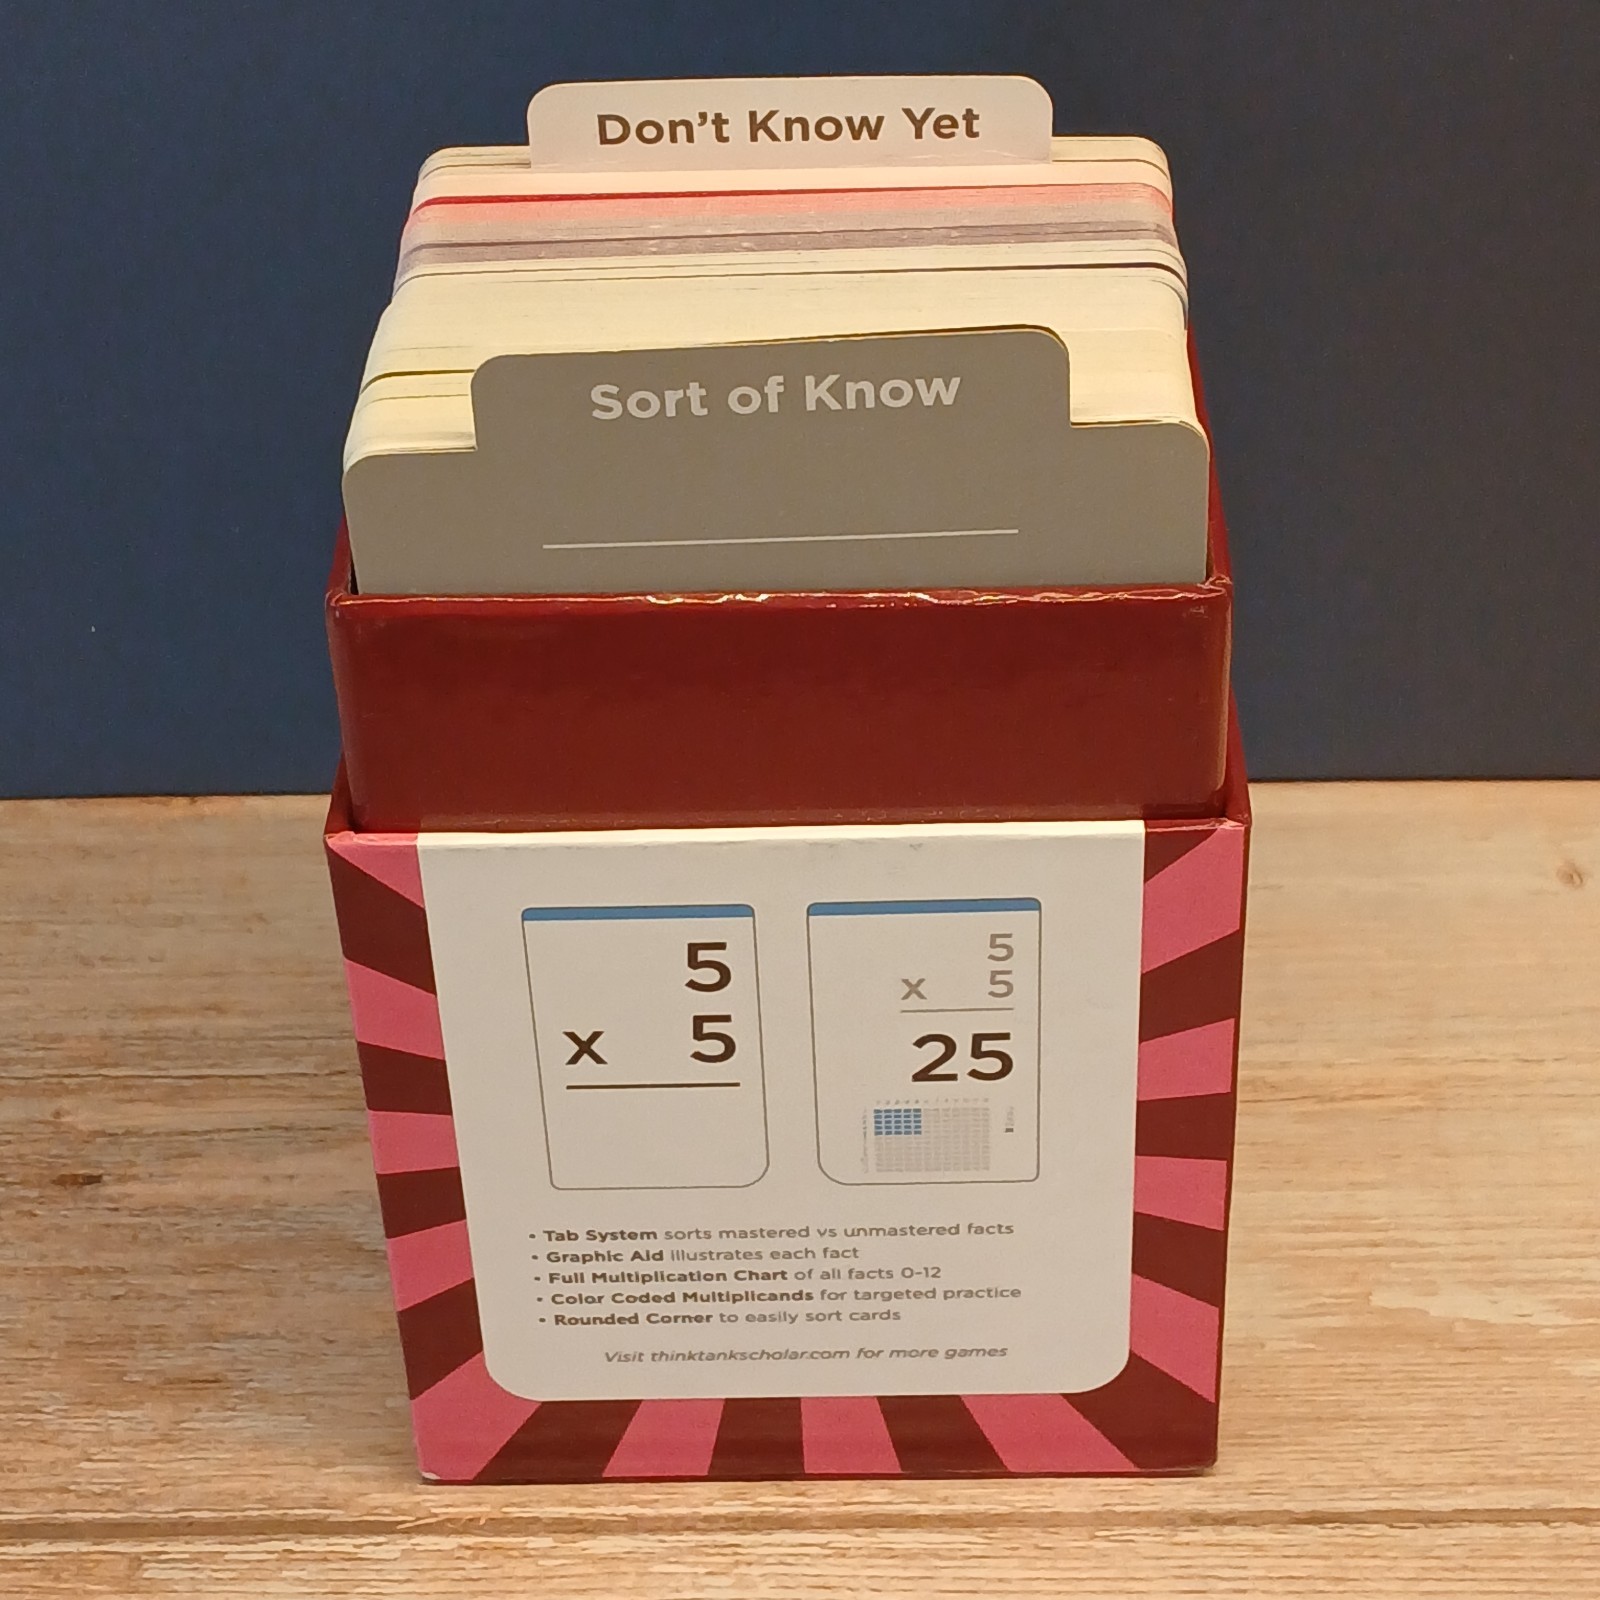 Don't Know Yet
Sort of Know
5
x 5
5
x 5
25
• Tab System sorts mastered vs unmastered facts
• Graphic Aid illustrates each fact
• Full Multiplication Chart of all facts 0-12
• Color Coded Multiplicands for targeted practice
• Rounded Corner to easily sort cards
Visit thinktankscholar.com for more games